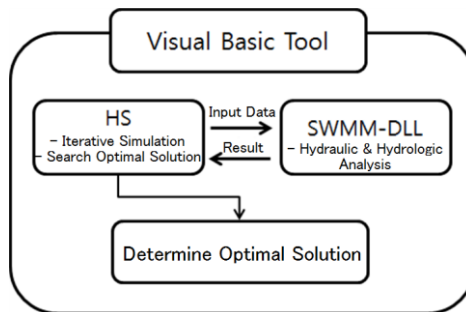 Visual Basic Tool
HS
– Iterative Simulation
– Search Optimal Solution
Input Data
Result
SWMM-DLL
– Hydraulic & Hydrologic
Analysis
Determine Optimal Solution